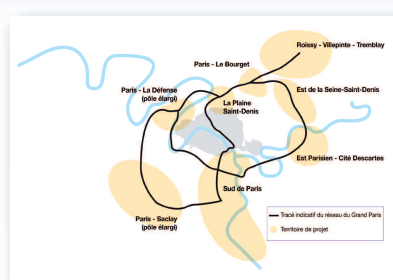 Roissy - Villepinte - Tremblay
Paris - Le Bourget
Paris - La Défense
(pôle élargi)
La Plaine
Saint-Denis
Est de la Seine-Saint-Denis
Est Parisien - Cité Descartes
Sud de Paris
Paris - Saclay
(pôle élargi)
Tracé indicatif du réseau du Grand Paris
Territoire de projet